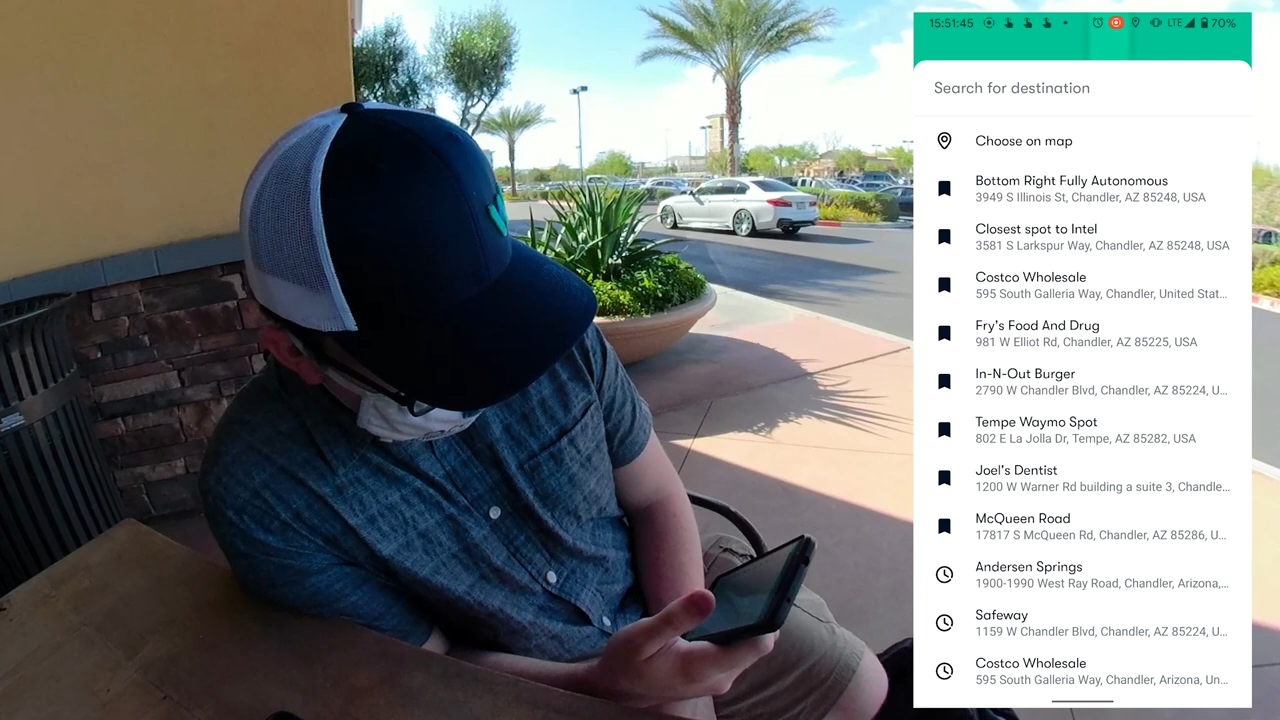 15:51:45 LTE 70%
Search for destination
Choose on map
Bottom Right Fully Autonomous
3949 S Illinois St, Chandler, AZ 85248, USA
Closest spot to Intel
3581 S Larkspur Way, Chandler, AZ 85248, USA
Costco Wholesale
595 South Galleria Way, Chandler, United Stat...
Fry's Food And Drug
981 W Elliot Rd, Chandler, AZ 85225, USA
In-N-Out Burger
2790 W Chandler Blvd, Chandler, AZ 85224, U...
Tempe Waymo Spot
802 E La Jolla Dr, Tempe, AZ 85282, USA
Joel's Dentist
1200 W Warner Rd building a suite 3, Chandle...
McQueen Road
17817 S McQueen Rd, Chandler, AZ 85286, U...
Andersen Springs
1900-1990 West Ray Road, Chandler, Arizona,...
Safeway
1159 W Chandler Blvd, Chandler, AZ 85224, U...
Costco Wholesale
595 South Galleria Way, Chandler, Arizona, Un...